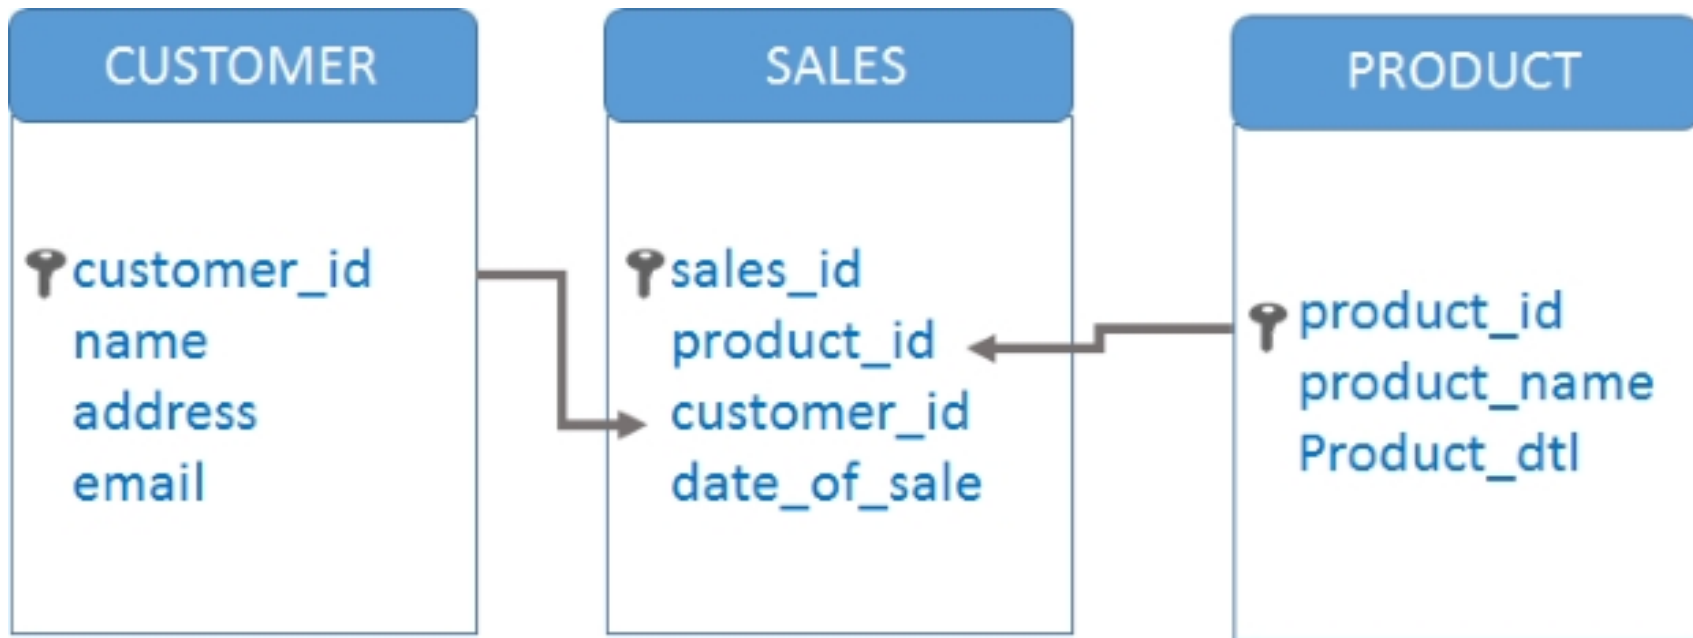 CUSTOMER
customer_id
name
address
email
SALES
sales_id
product_id
customer_id
date_of_sale
PRODUCT
product_id
product_name
Product_dtl